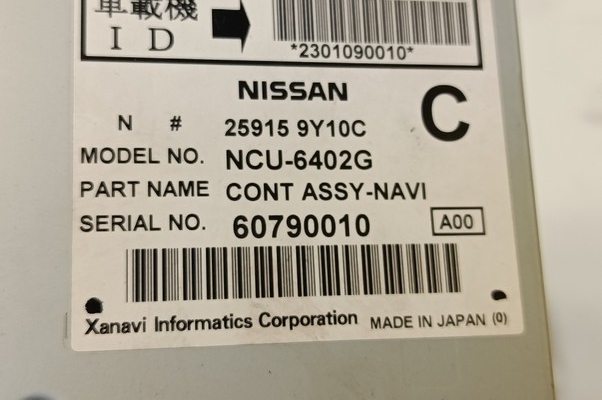 車載機
ＩＤ
*2301090010*
NISSAN
C
N # 25915 9Y10C
MODEL NO. NCU-6402G
PART NAME CONT ASSY-NAVI
SERIAL NO. 60790010 A00
Xanavi Informatics Corporation MADE IN JAPAN (0)